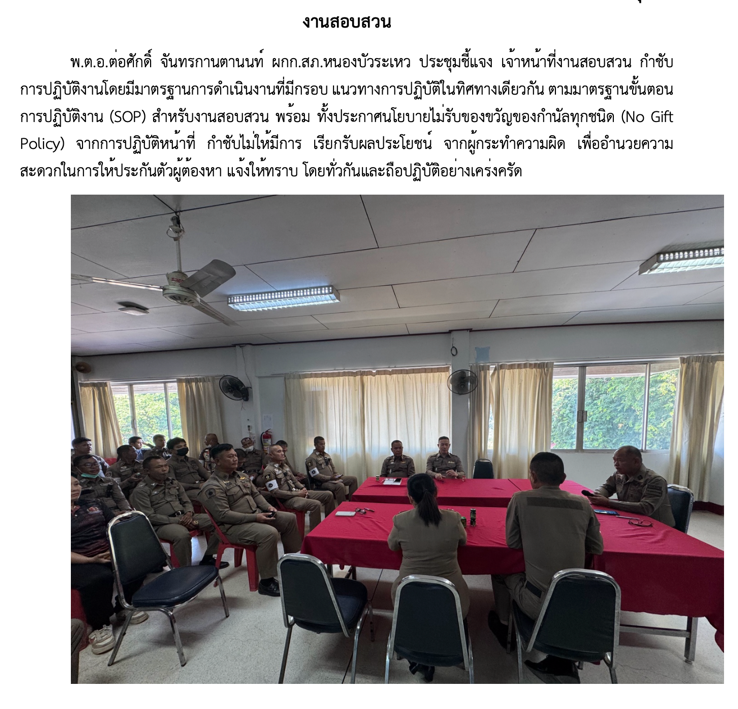 งานสอบสวน
พ.ต.อ.ต่อศักดิ์ จันทรกานตานนท์ ผกก.สภ.หนองบัวระเหว ประชุมชี้แจง เจ้าหน้าที่งานสอบสวน กำชับ
การปฏิบัติงานโดยมีมาตรฐานการดำเนินงานที่มีกรอบ แนวทางการปฏิบัติในทิศทางเดียวกัน ตามมาตรฐานขั้นตอน
การปฏิบัติงาน (SOP) สำหรับงานสอบสวน พร้อม ทั้งประกาศนโยบายไม่รับของขวัญของกำนัลทุกชนิด (No Gift
Policy) จากการปฏิบัติหน้าที่ กำชับไม่ให้มีการ เรียกรับผลประโยชน์ จากผู้กระทำความผิด เพื่ออำนวยความ
สะดวกในการให้ประกันตัวผู้ต้องหา แจ้งให้ทราบ โดยทั่วกันและถือปฏิบัติอย่างเคร่งครัด